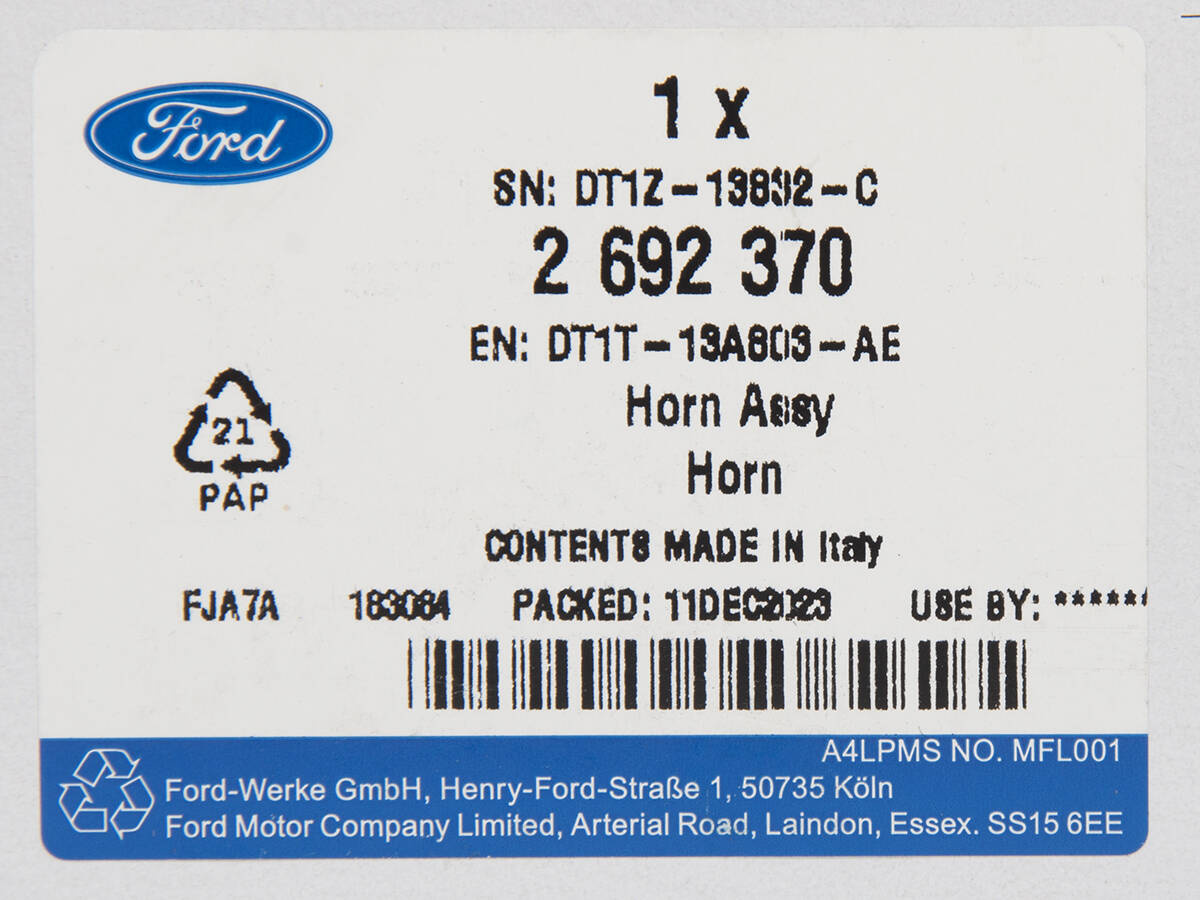 Ford
1 x
SN: DT1Z-13832-C
2 692 370
EN: DT1T-13A803-AE
Horn Assy
Horn
21
PAP
CONTENTS MADE IN Italy
FJA7A PACKED: 11DEC2023 USE BY: ******
A4LPMS NO. MFL001
Ford-Werke GmbH, Henry-Ford-Straße 1, 50735 Köln
Ford Motor Company Limited, Arterial Road, Laindon, Essex. SS15 6EE